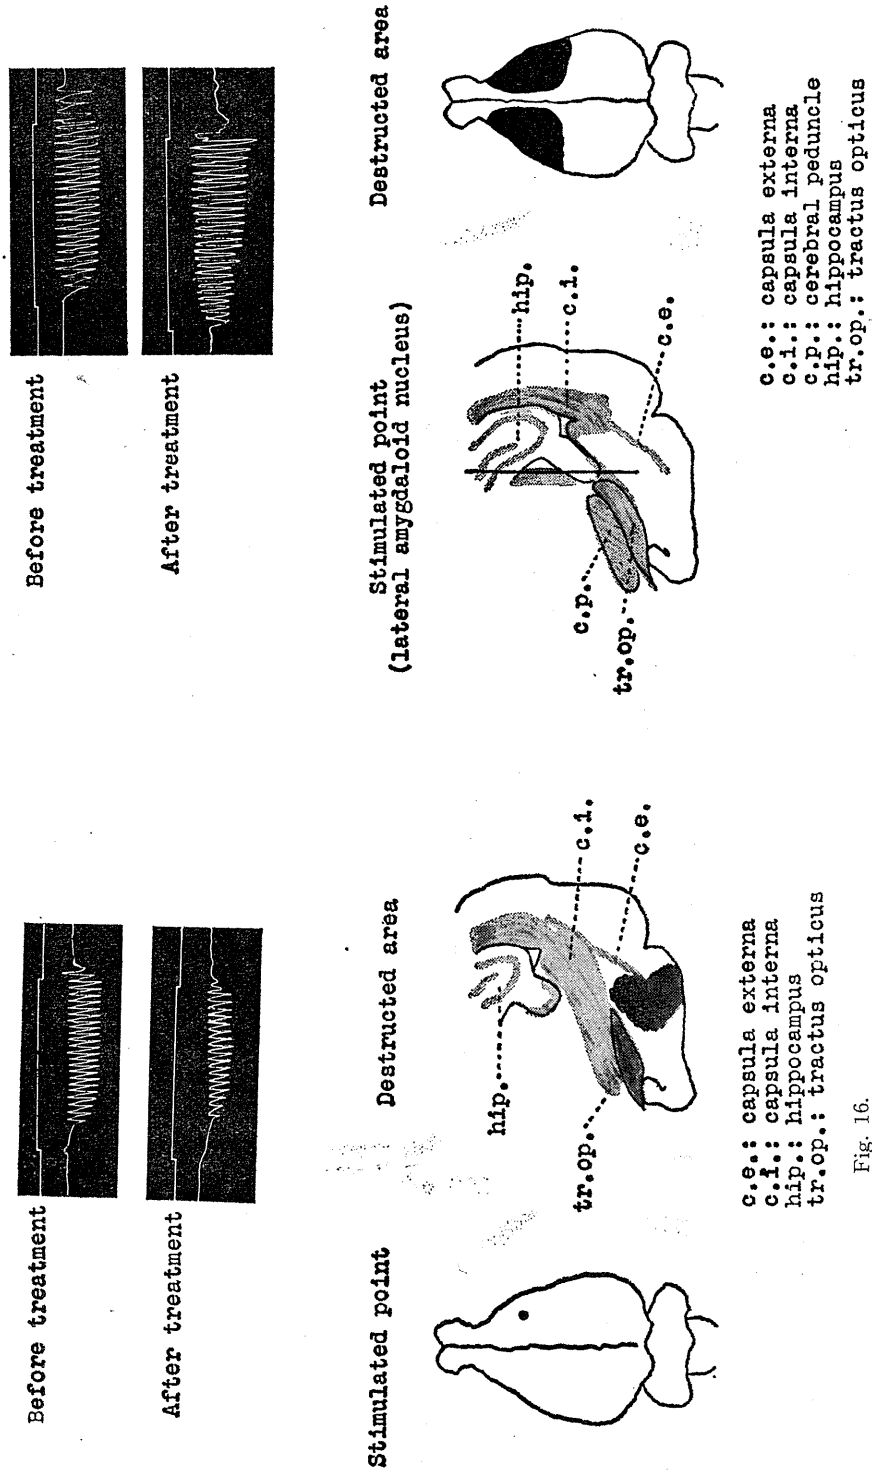 Before treatment
After treatment
Stimulated point
Destructed area
hip.
c.i.
c.e.
tr.op.
c.e.: capsula externa
c.i.: capsula interna
hip.: hippocampus
tr.op.: tractus opticus
Before treatment
After treatment
Stimulated point
(lateral amygdaloid nucleus)
Destructed area
hip.
c.i.
c.e.
c.p.
tr.op.
c.e.: capsula externa
c.i.: capsula interna
c.p.: cerebral peduncle
hip.: hippocampus
tr.op.: tractus opticus
Fig. 16.